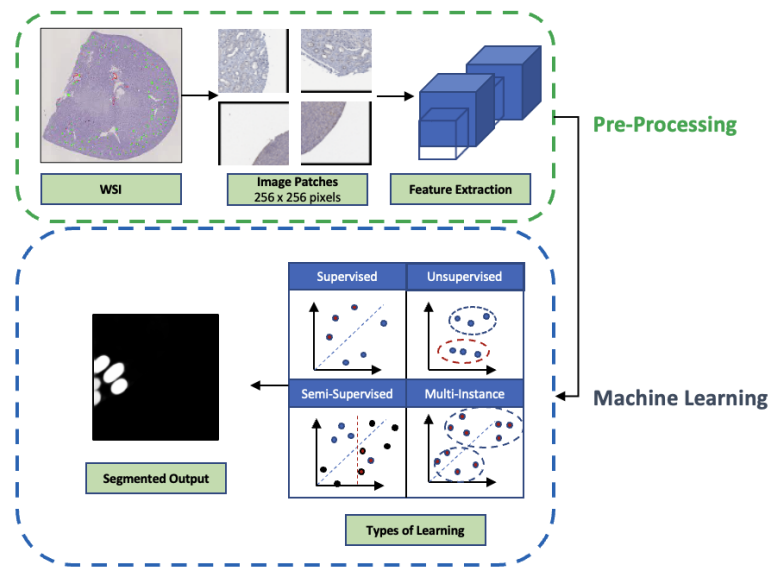 WSI
Image Patches
256 x 256 pixels
Feature Extraction
Pre-Processing
Supervised
Unsupervised
Semi-Supervised
Multi-Instance
Machine Learning
Segmented Output
Types of Learning